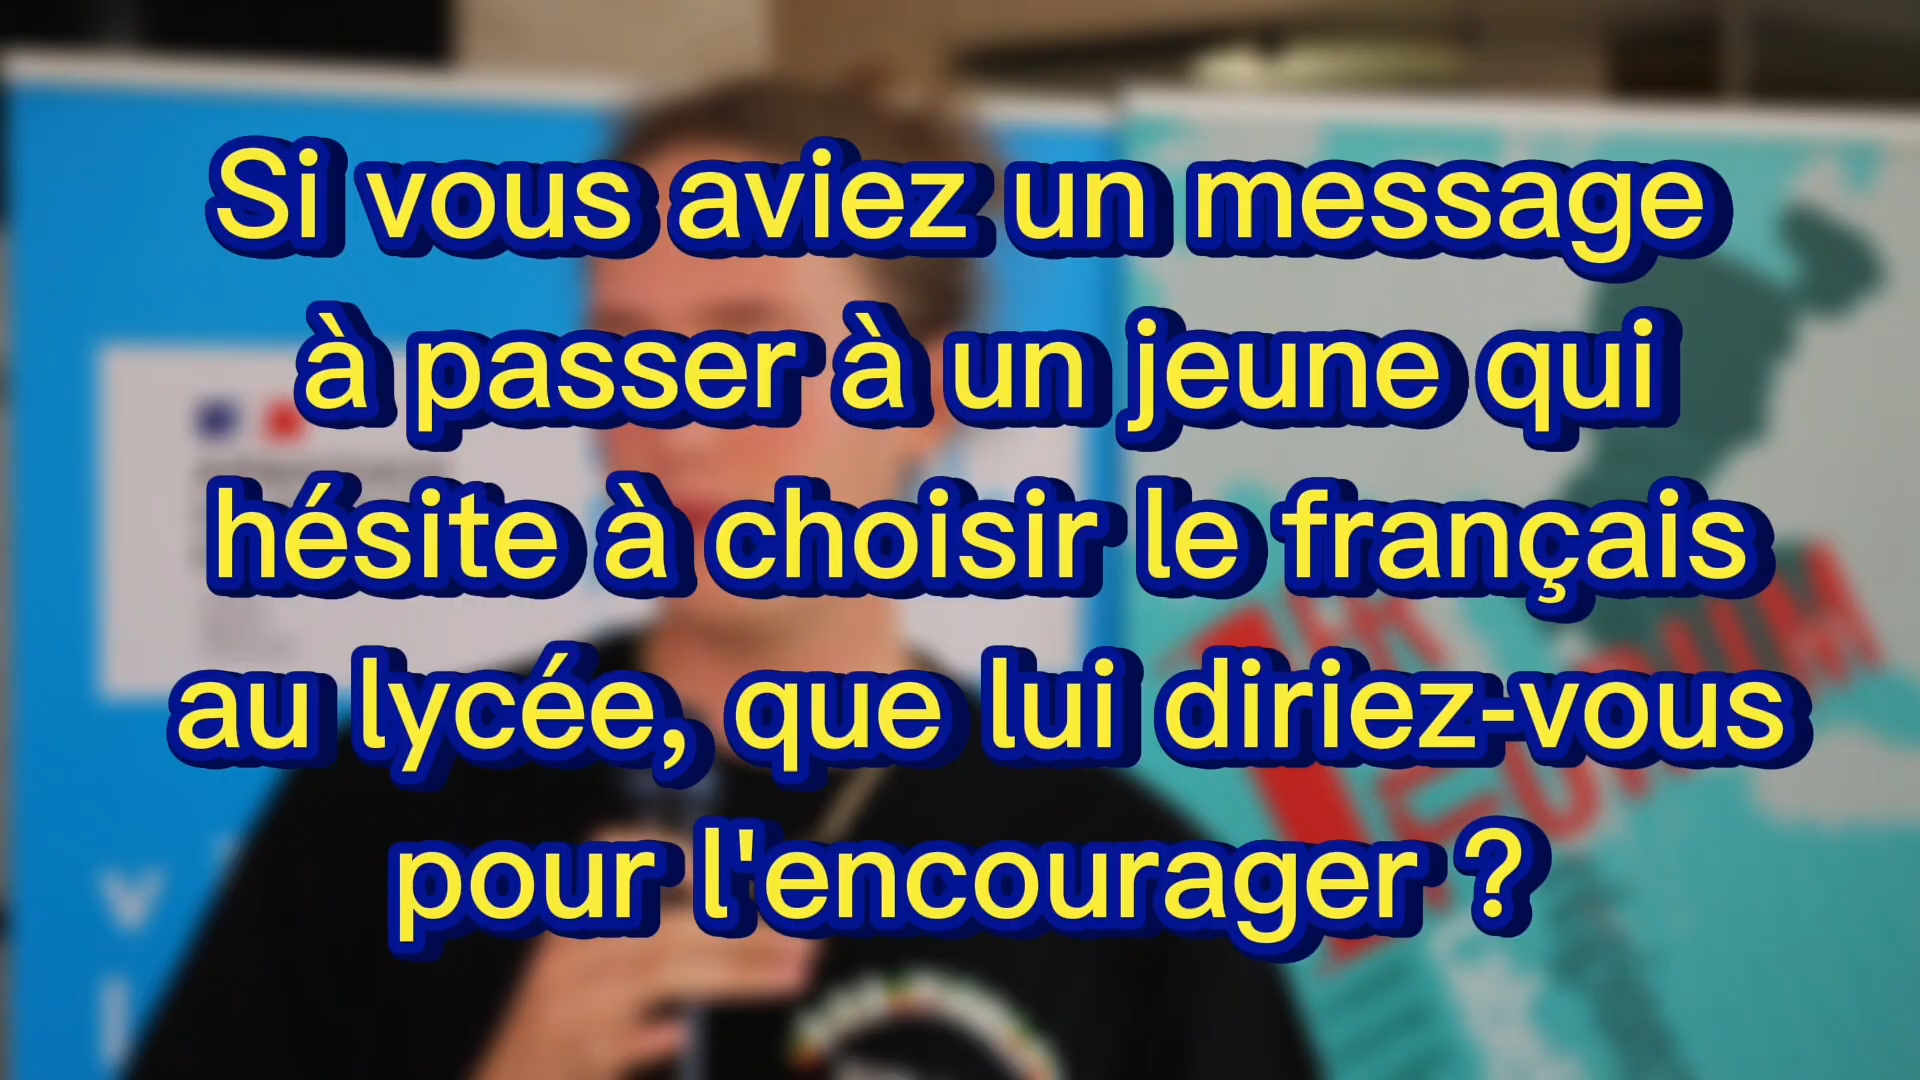 Si vous aviez un message
à passer à un jeune qui
hésite à choisir le français
au lycée, que lui diriez-vous
pour l'encourager ?